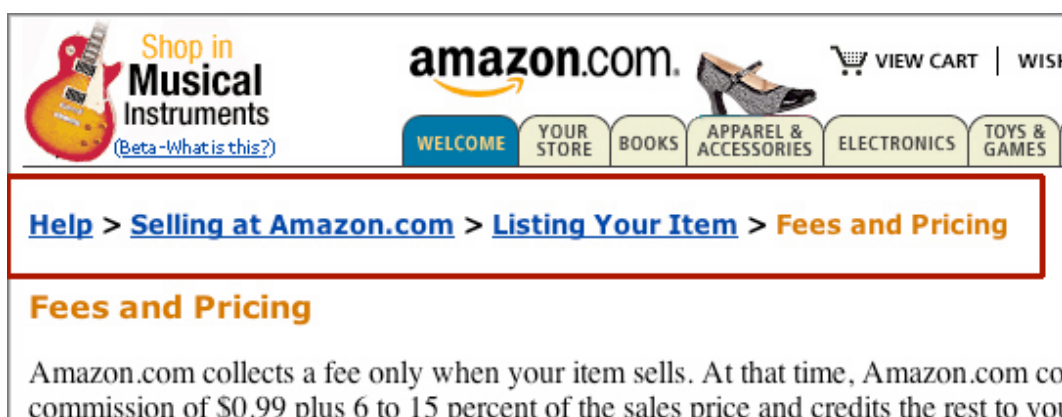 Shop in
Musical
Instruments
(Beta-What is this?)
amazon.com.
VIEW CART | WISH
WELCOME YOUR STORE BOOKS APPAREL & ACCESSORIES ELECTRONICS TOYS & GAMES
Help > Selling at Amazon.com > Listing Your Item > Fees and Pricing
Fees and Pricing
Amazon.com collects a fee only when your item sells. At that time, Amazon.com co
commission of $0.99 plus 6 to 15 percent of the sales price and credits the rest to yo